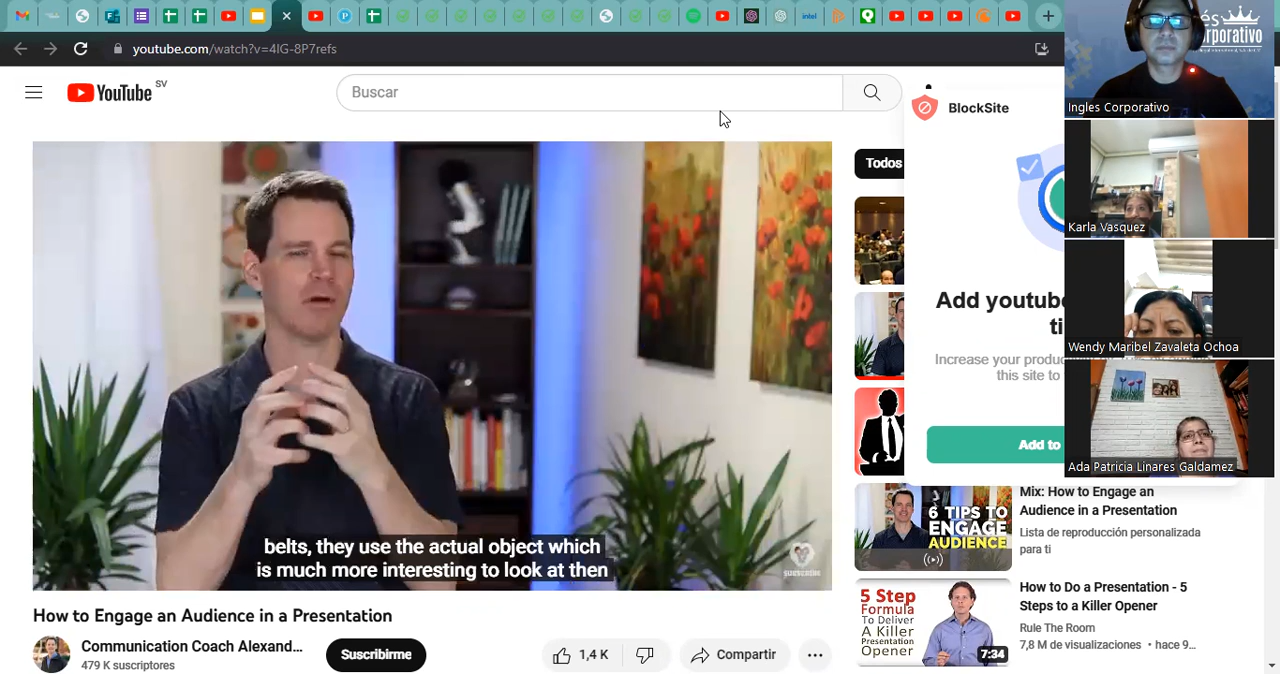 youtube.com/watch?v=4IG-8P7refs
YouTube SV
Buscar
BlockSite
Todos
Add youtube
ti
Increase your produc
this site to
Add to
belts, they use the actual object which
is much more interesting to look at then
SUBSCRIBE
How to Engage an Audience in a Presentation
Communication Coach Alexand...
479 K suscriptores
Suscribirme
1,4 K
Compartir
6 TIPS TO
ENGAGE
AUDIENCE
Mix: How to Engage an
Audience in a Presentation
Lista de reproducción personalizada
para ti
5 Step
Formula
To Deliver
A Killer
Presentation
Opener
7:34
How to Do a Presentation - 5
Steps to a Killer Opener
Rule The Room
7,8 M de visualizaciones • hace 9...
és
orporativo
Ingles Corporativo
Karla Vasquez
Wendy Maribel Zavaleta Ochoa
Ada Patricia Linares Galdamez
intel